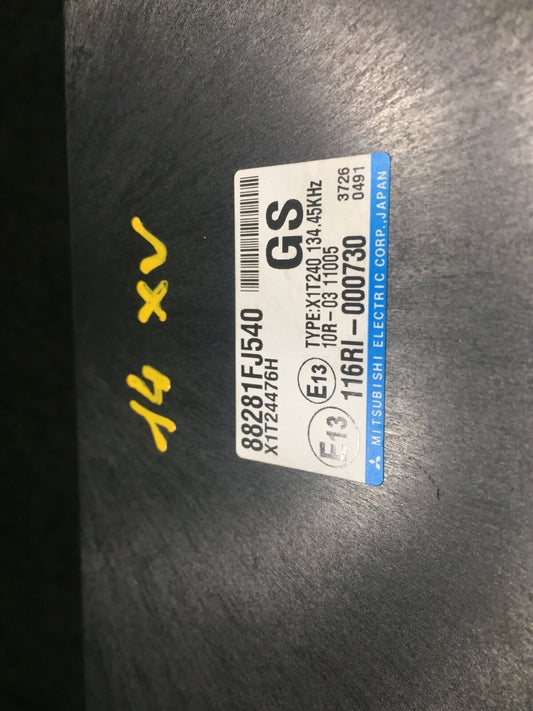 14 XV
88281FJ540
X1T24476H
GS
E13
TYPE:X1T240 134.45KHz
10R-03 11005
E13
116RI-000730
3726
0491
MITSUBISHI ELECTRIC CORP.,JAPAN